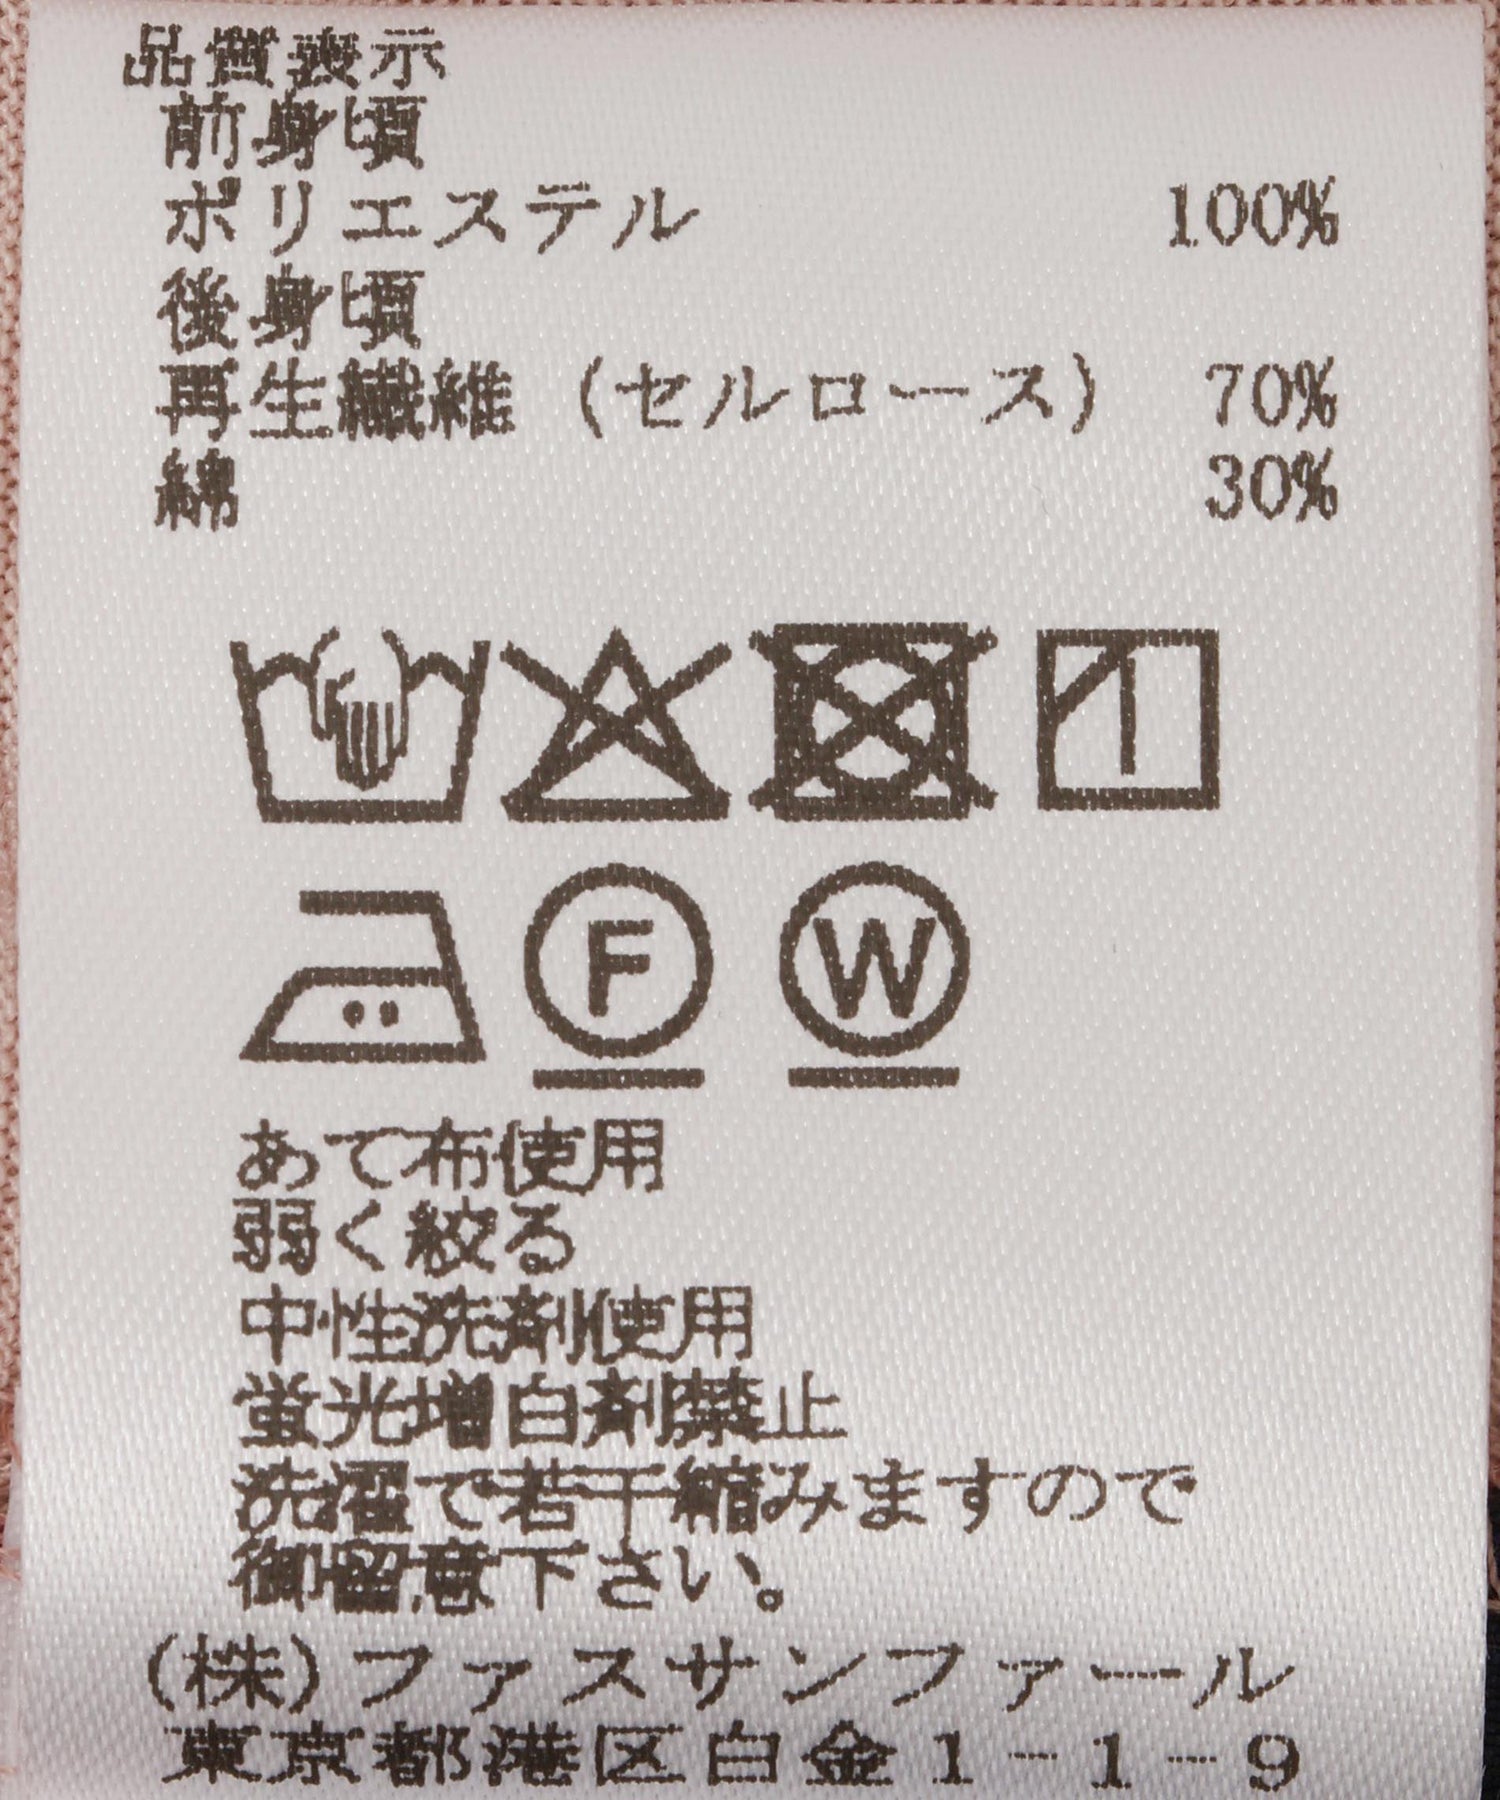 品質表示
前身頃
ポリエステル 100%
後身頃
再生繊維 (セルロース) 70%
綿 30%
F W
あて布使用
弱く絞る
中性洗剤使用
蛍光増白剤禁止
洗濯で若干縮みますので
御留意下さい。
(株)ファスサンファール
東京都港区白金1-1-9